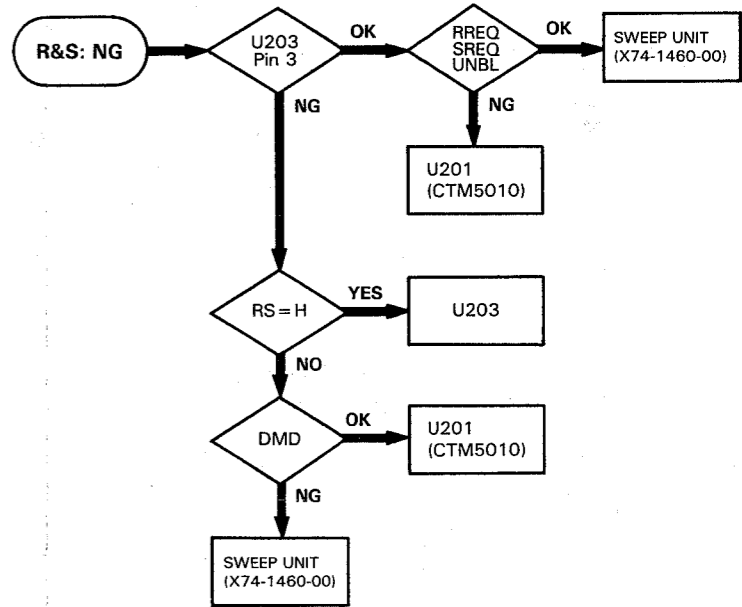 R&S: NG
U203
Pin 3
OK
RREQ
SREQ
UNBL
OK
SWEEP UNIT
(X74-1460-00)
NG
NG
U201
(CTM5010)
RS=H
YES
U203
NO
DMD
OK
U201
(CTM5010)
NG
SWEEP UNIT
(X74-1460-00)